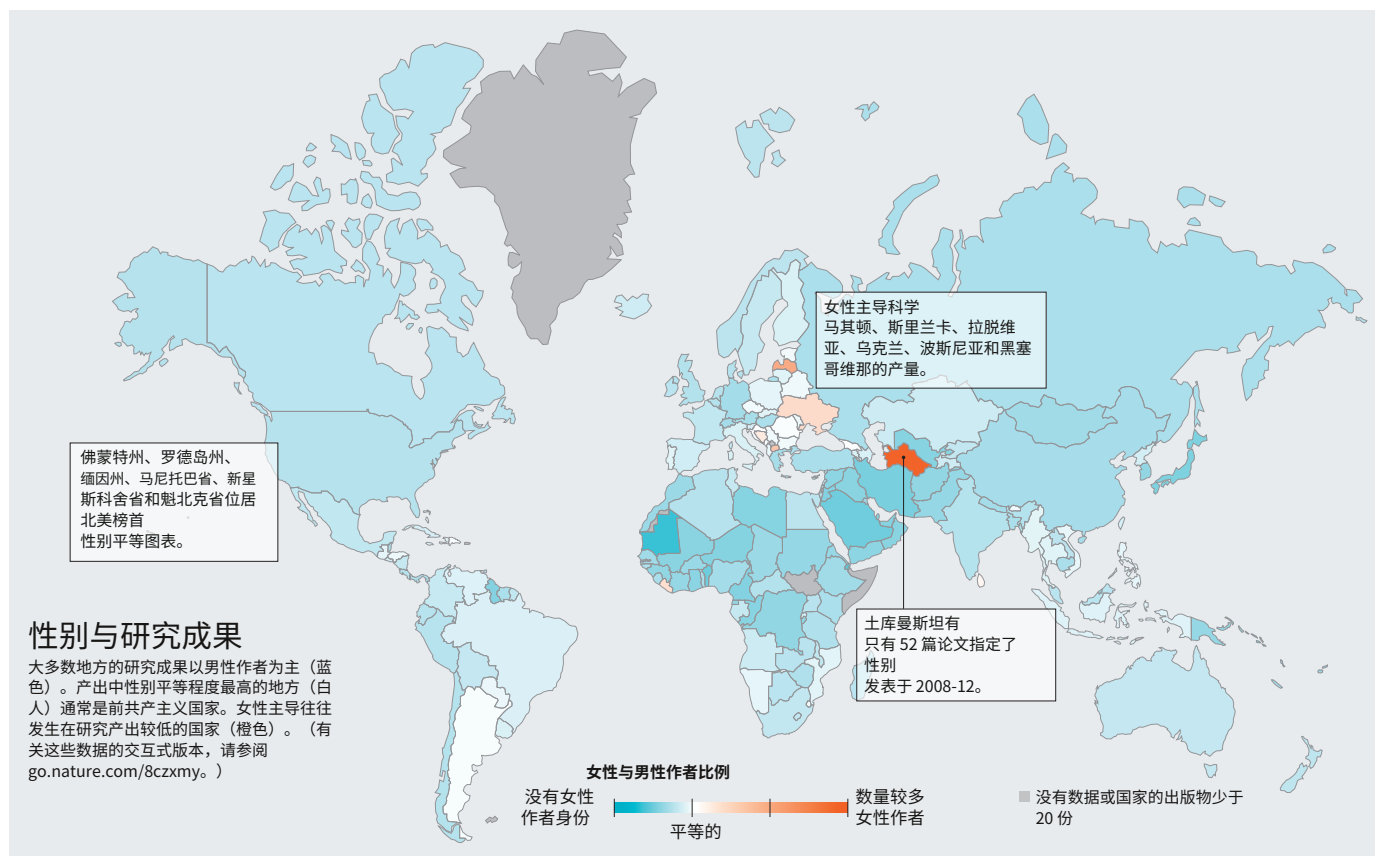 女性主导科学
马其顿、斯里兰卡、拉脱维
亚、乌克兰、波斯尼亚和黑塞
哥维那的产量。
佛蒙特州、罗德岛州、
缅因州、马尼托巴省、新星
斯科舍省和魁北克省位居
北美榜首
性别平等图表。
土库曼斯坦有
只有 52 篇论文指定了
性别
发表于 2008-12。
性别与研究成果
大多数地方的研究成果以男性作者为主（蓝
色）。产出中性别平等程度最高的地方（白
人）通常是前共产主义国家。女性主导往往
发生在研究产出较低的国家（橙色）。（有
关这些数据的交互式版本，请参阅
go.nature.com/8czxmy。）
女性与男性作者比例
没有女性
作者身份
平等的
数量较多
女性作者
没有数据或国家的出版物少于
20 份